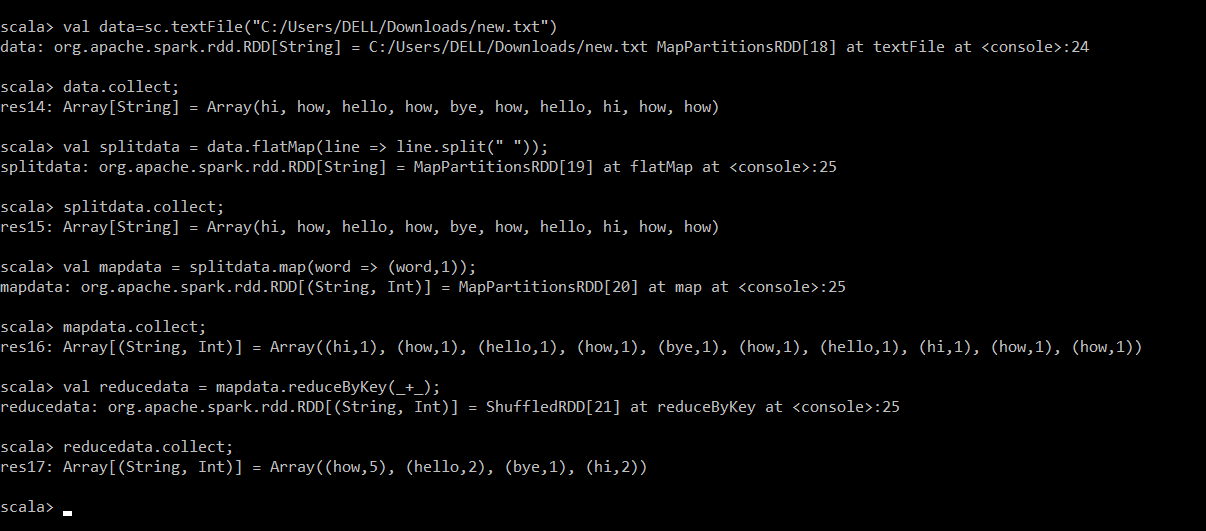 scala> val data=sc.textFile("C:/Users/DELL/Downloads/new.txt")
data: org.apache.spark.rdd.RDD[String] = C:/Users/DELL/Downloads/new.txt MapPartitionsRDD[18] at textFile at <console>:24
scala> data.collect;
res14: Array[String] = Array(hi, how, hello, how, bye, how, hello, hi, how, how)
scala> val splitdata = data.flatMap(line => line.split(" "));
splitdata: org.apache.spark.rdd.RDD[String] = MapPartitionsRDD[19] at flatMap at <console>:25
scala> splitdata.collect;
res15: Array[String] = Array(hi, how, hello, how, bye, how, hello, hi, how, how)
scala> val mapdata = splitdata.map(word => (word,1));
mapdata: org.apache.spark.rdd.RDD[(String, Int)] = MapPartitionsRDD[20] at map at <console>:25
scala> mapdata.collect;
res16: Array[(String, Int)] = Array((hi,1), (how,1), (hello,1), (how,1), (bye,1), (how,1), (hello,1), (hi,1), (how,1), (how,1))
scala> val reducedata = mapdata.reduceByKey(_+_);
reducedata: org.apache.spark.rdd.RDD[(String, Int)] = ShuffledRDD[21] at reduceByKey at <console>:25
scala> reducedata.collect;
res17: Array[(String, Int)] = Array((how,5), (hello,2), (bye,1), (hi,2))
scala>